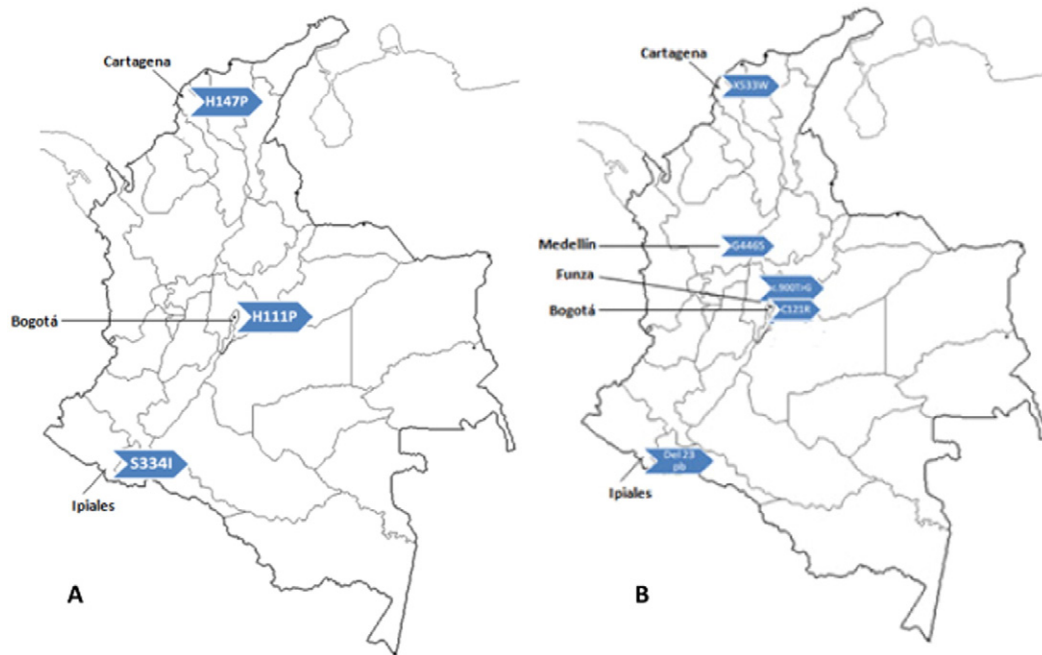 Cartagena
H147P
Bogotá
H111P
S334I
Ipiales
A
Cartagena
X533W
Medellín
G446S
Funza
c.900T>G
Bogotá
C121R
Del 23
pb
Ipiales
B